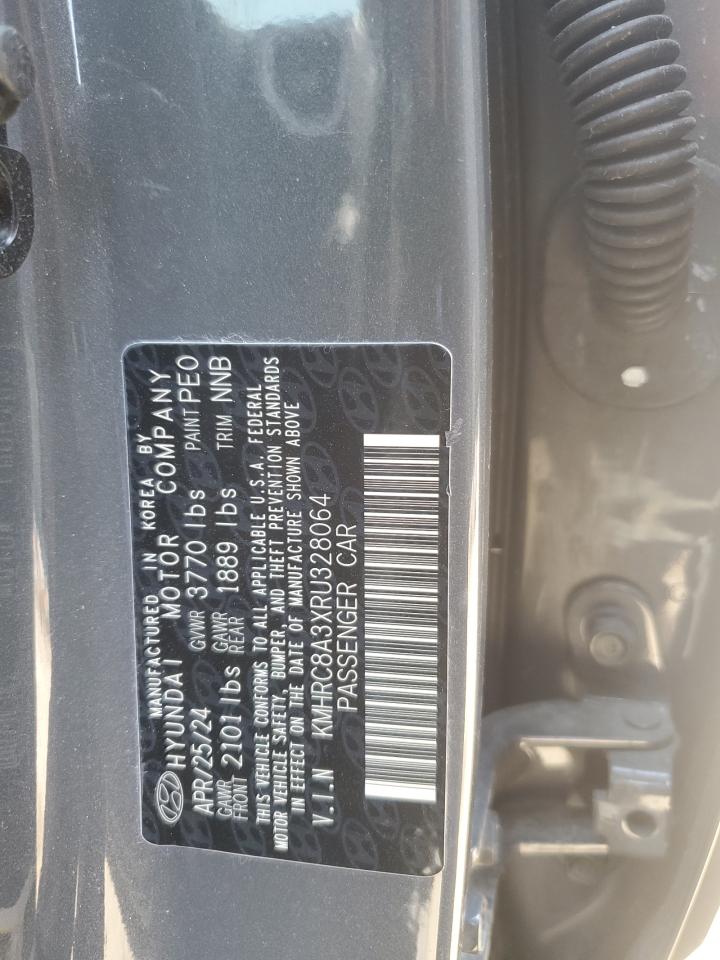 MANUFACTURED IN KOREA BY
HYUNDAI MOTOR COMPANY
APR/25/24 GVWR 3770 lbs PAINT PE0
GAWR FRONT 2101 lbs GAWR REAR 1889 lbs TRIM NNB
THIS VEHICLE CONFORMS TO ALL APPLICABLE U.S.A. FEDERAL
MOTOR VEHICLE SAFETY, BUMPER, AND THEFT PREVENTION STANDARDS
IN EFFECT ON THE DATE OF MANUFACTURE SHOWN ABOVE
V.I.N KMHRC8A3XRU328064
PASSENGER CAR